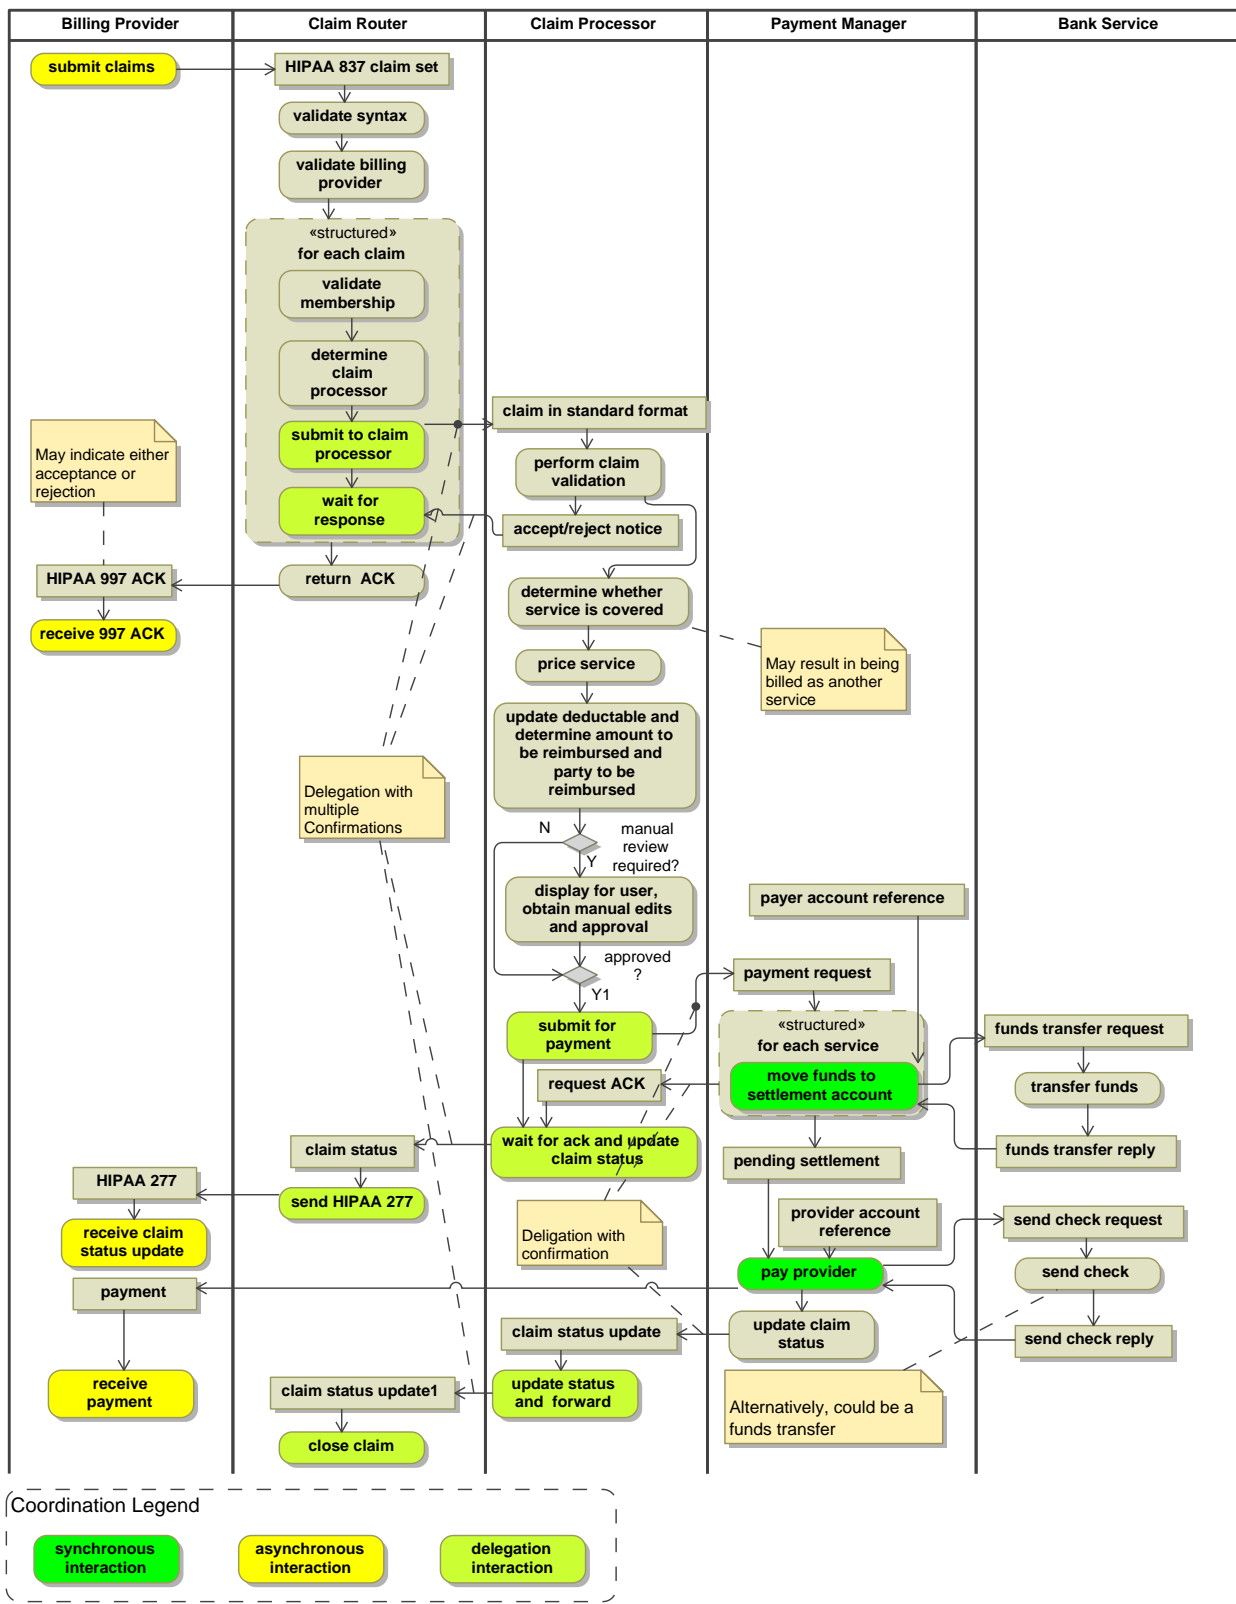 Billing Provider
Claim Router
Claim Processor
Payment Manager
Bank Service
submit claims
HIPAA 837 claim set
validate syntax
validate billing
provider
«structured»
for each claim
validate
membership
determine
claim
processor
submit to claim
processor
wait for
response
return  ACK
May indicate either
acceptance or
rejection
HIPAA 997 ACK
receive 997 ACK
claim in standard format
perform claim
validation
accept/reject notice
determine whether
service is covered
May result in being
billed as another
service
price service
update deductable and
determine amount to
be reimbursed and
party to be
reimbursed
Delegation with
multiple
Confirmations
N
manual
review
required?
Y
display for user,
obtain manual edits
and approval
approved
?
Y1
submit for
payment
request ACK
wait for ack and update
claim status
payer account reference
payment request
«structured»
for each service
move funds to
settlement account
funds transfer request
transfer funds
funds transfer reply
pending settlement
provider account
reference
pay provider
update claim
status
send check request
send check
send check reply
claim status
send HIPAA 277
HIPAA 277
receive claim
status update
payment
receive
payment
Deligation with
confirmation
claim status update
update status
and  forward
claim status update1
close claim
Alternatively, could be a
funds transfer
Coordination Legend
synchronous
interaction
asynchronous
interaction
delegation
interaction